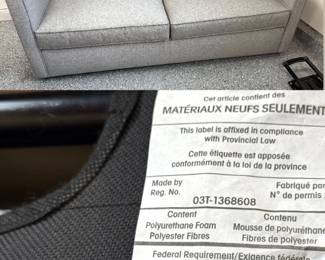 Cet article contient des
MATÉRIAUX NEUFS SEULEMENT
This label is affixed in compliance
with Provincial Law
Cette étiquette est apposée
conformément à la loi de la province
Made by Fabriqué par
Reg. No. N° de permis
03T-1368608
Content Contenu
Polyurethane Foam Mousse de polyuréthane
Polyester Fibres Fibres de polyester
Federal Requirement/Exigence fédérale